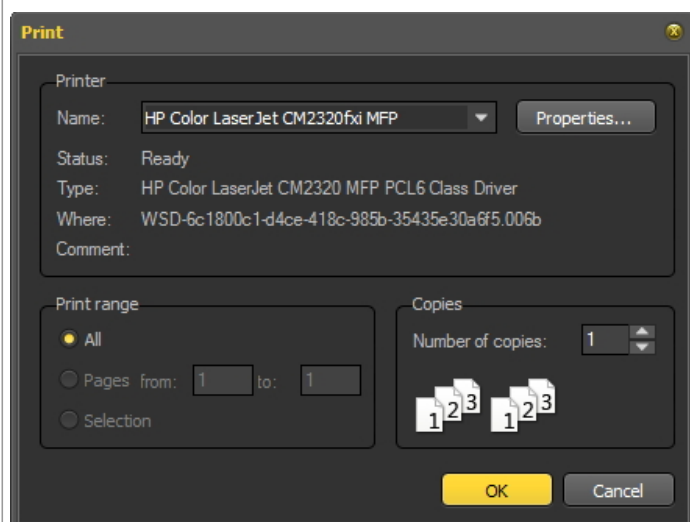 Print
Printer
Name: HP Color LaserJet CM2320fxi MFP Properties...
Status: Ready
Type: HP Color LaserJet CM2320 MFP PCL6 Class Driver
Where: WSD-6c1800c1-d4ce-418c-985b-35435e30a6f5.006b
Comment:
Print range
All
Pages from: 1 to: 1
Selection
Copies
Number of copies: 1
1 2 3 1 2 3
OK Cancel